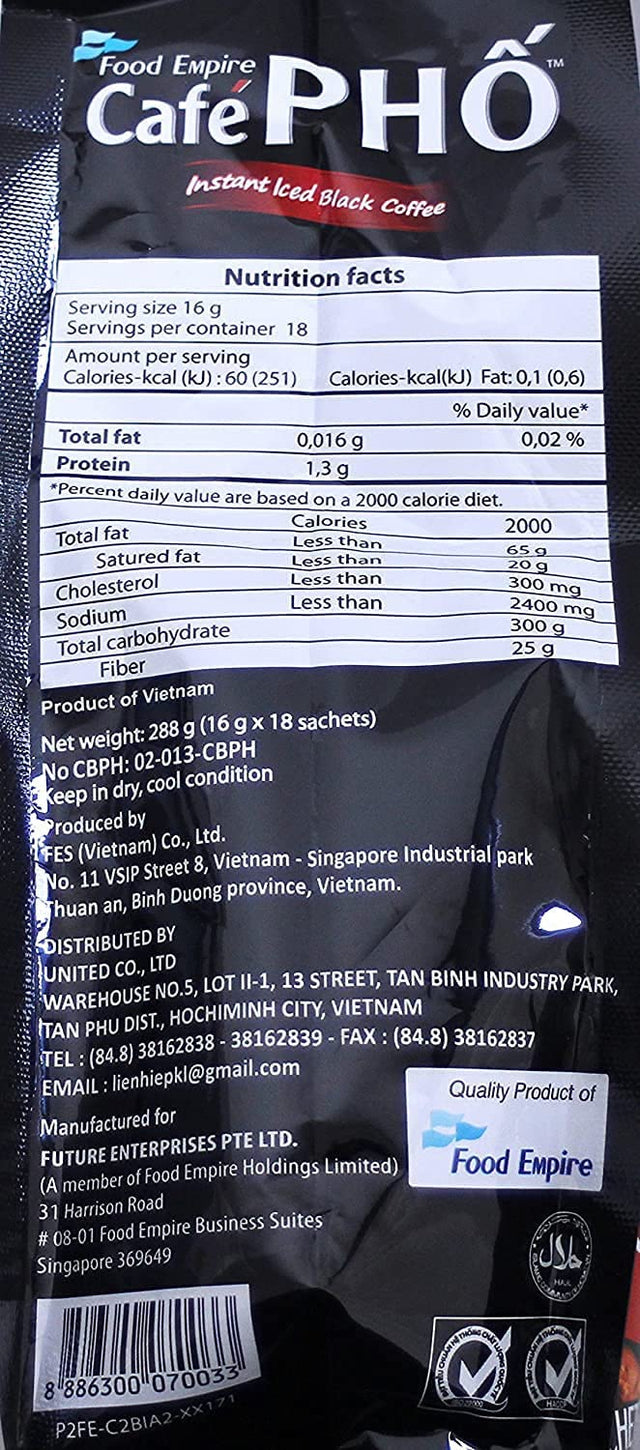 Food Empire
Café PHỐ™
Instant Iced Black Coffee
Nutrition facts
Serving size 16 g
Servings per container 18
Amount per serving
Calories-kcal (kJ) : 60 (251) Calories-kcal(kJ) Fat: 0,1 (0,6)
% Daily value*
Total fat 0,016 g 0,02 %
Protein 1,3 g
*Percent daily value are based on a 2000 calorie diet.
Calories 2000
Total fat Less than 65 g
Satured fat Less than 20 g
Cholesterol Less than 300 mg
Sodium Less than 2400 mg
Total carbohydrate 300 g
Fiber 25 g
Product of Vietnam
Net weight: 288 g (16 g x 18 sachets)
No CBPH: 02-013-CBPH
Keep in dry, cool condition
Produced by
FES (Vietnam) Co., Ltd.
No. 11 VSIP Street 8, Vietnam - Singapore Industrial park
Thuan an, Binh Duong province, Vietnam.
DISTRIBUTED BY
UNITED CO., LTD
WAREHOUSE NO.5, LOT II-1, 13 STREET, TAN BINH INDUSTRY PARK,
TAN PHU DIST., HOCHIMINH CITY, VIETNAM
TEL : (84.8) 38162838 - 38162839 - FAX : (84.8) 38162837
EMAIL : lienhiepkl@gmail.com
Manufactured for
FUTURE ENTERPRISES PTE LTD.
(A member of Food Empire Holdings Limited)
31 Harrison Road
# 08-01 Food Empire Business Suites
Singapore 369649
Quality Product of
Food Empire
حلال
HALAL
8 886300 070033
P2FE-C2BIA2-XX171
ISO 22000
HACCP